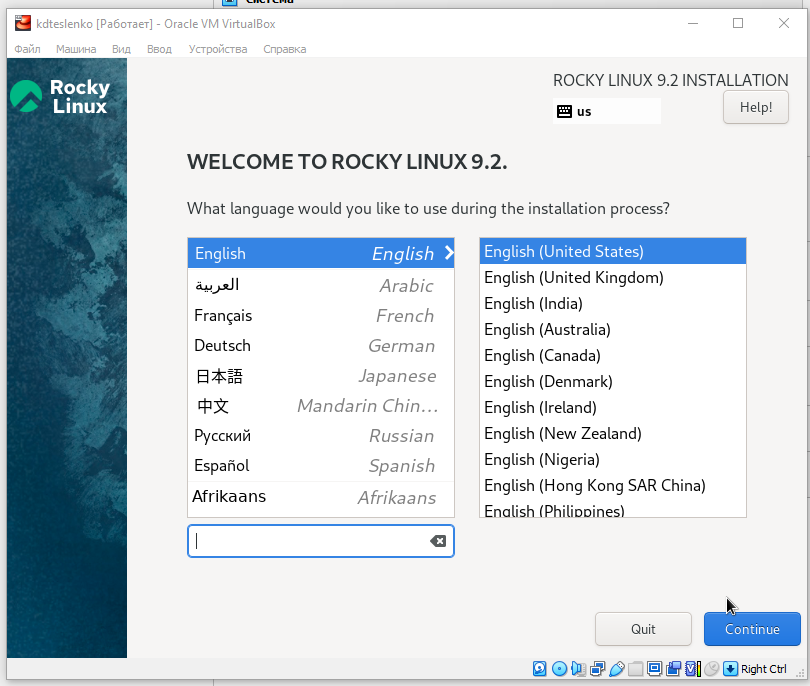 Система
kdteslenko [Работает] - Oracle VM VirtualBox
Файл Машина Вид Ввод Устройства Справка
Rocky
Linux
ROCKY LINUX 9.2 INSTALLATION
us
Help!
WELCOME TO ROCKY LINUX 9.2.
What language would you like to use during the installation process?
English English
العربية Arabic
Français French
Deutsch German
日本語 Japanese
中文 Mandarin Chin...
Русский Russian
Español Spanish
Afrikaans Afrikaans
English (United States)
English (United Kingdom)
English (India)
English (Australia)
English (Canada)
English (Denmark)
English (Ireland)
English (New Zealand)
English (Nigeria)
English (Hong Kong SAR China)
English (Philippines)
Quit
Continue
Right Ctrl